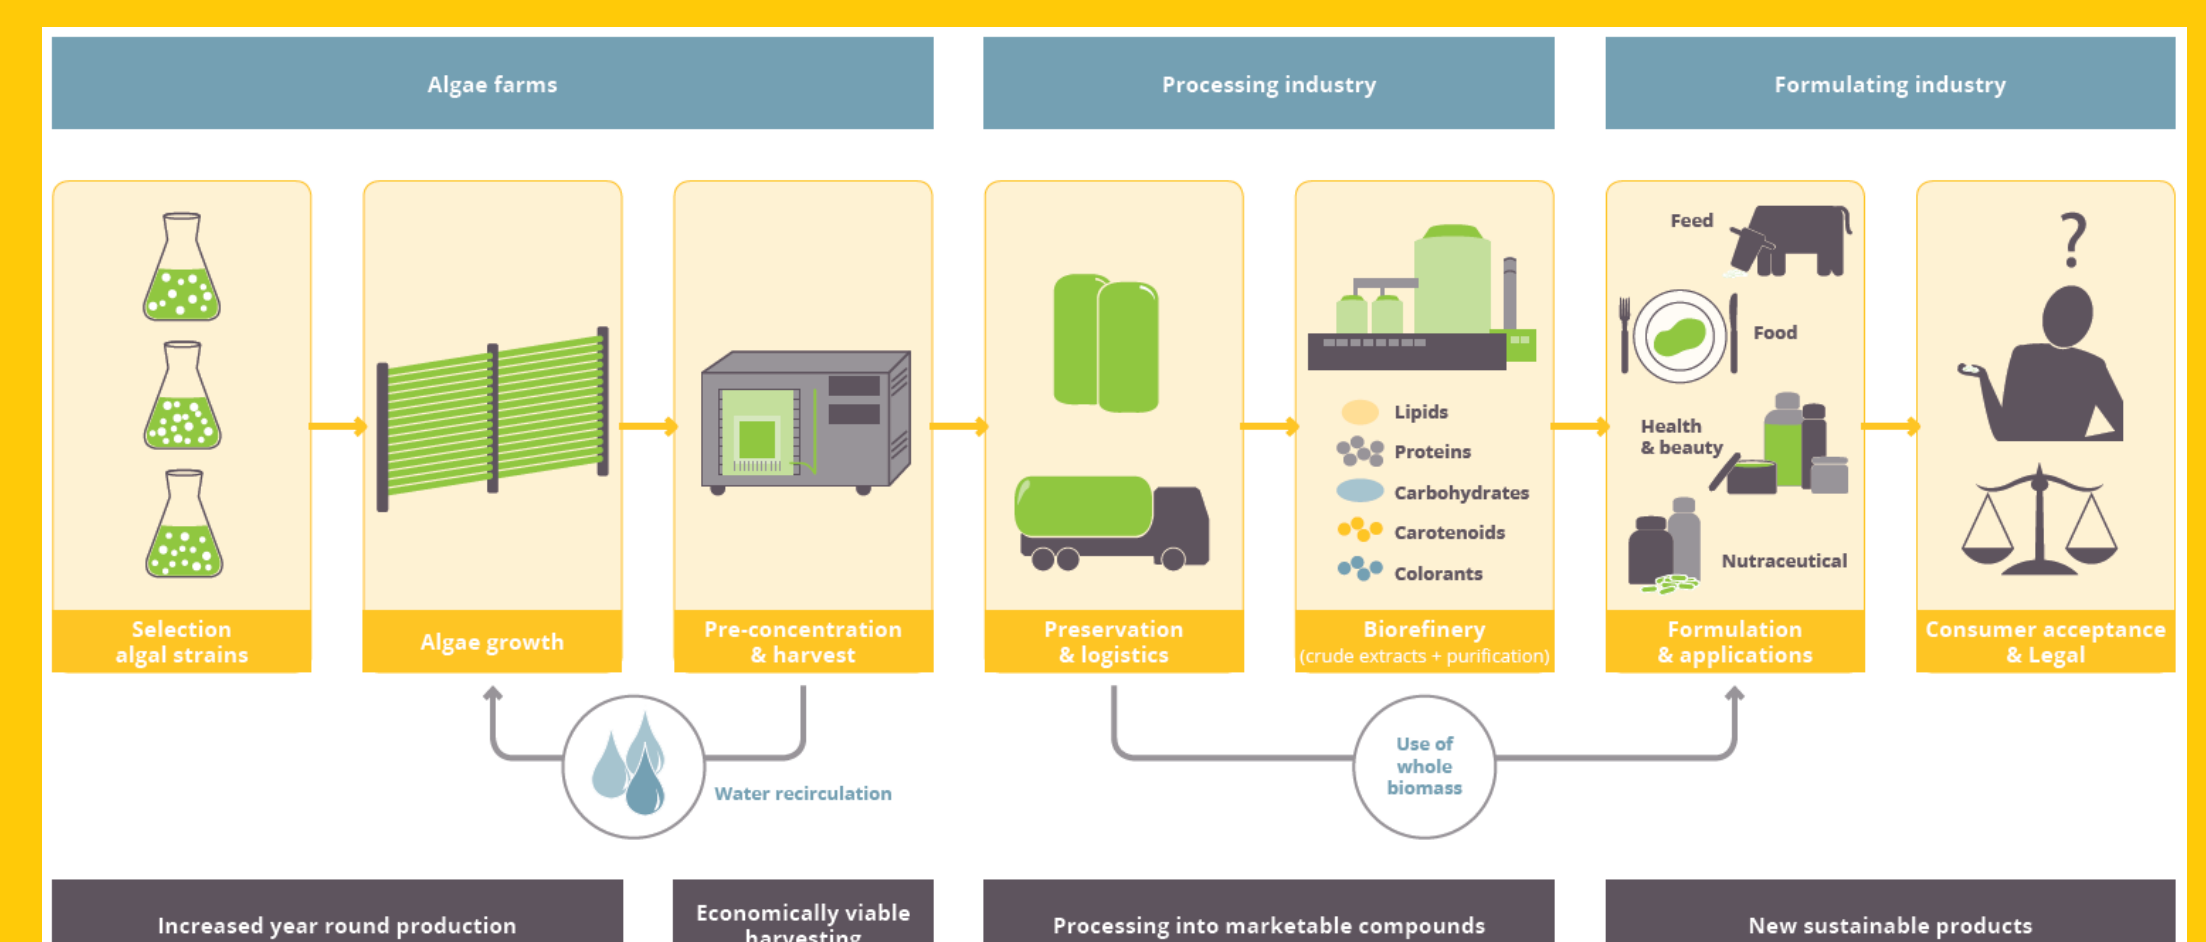 Algae farms
Processing industry
Formulating industry
Feed
Food
Health
& beauty
Nutraceutical
?
Lipids
Proteins
Carbohydrates
Carotenoids
Colorants
Selection
algal strains
Algae growth
Pre-concentration
& harvest
Preservation
& logistics
Biorefinery
(crude extracts + purification)
Formulation
& applications
Consumer acceptance
& Legal
Water recirculation
Use of
whole
biomass
Increased year round production
Economically viable
harvesting
Processing into marketable compounds
New sustainable products